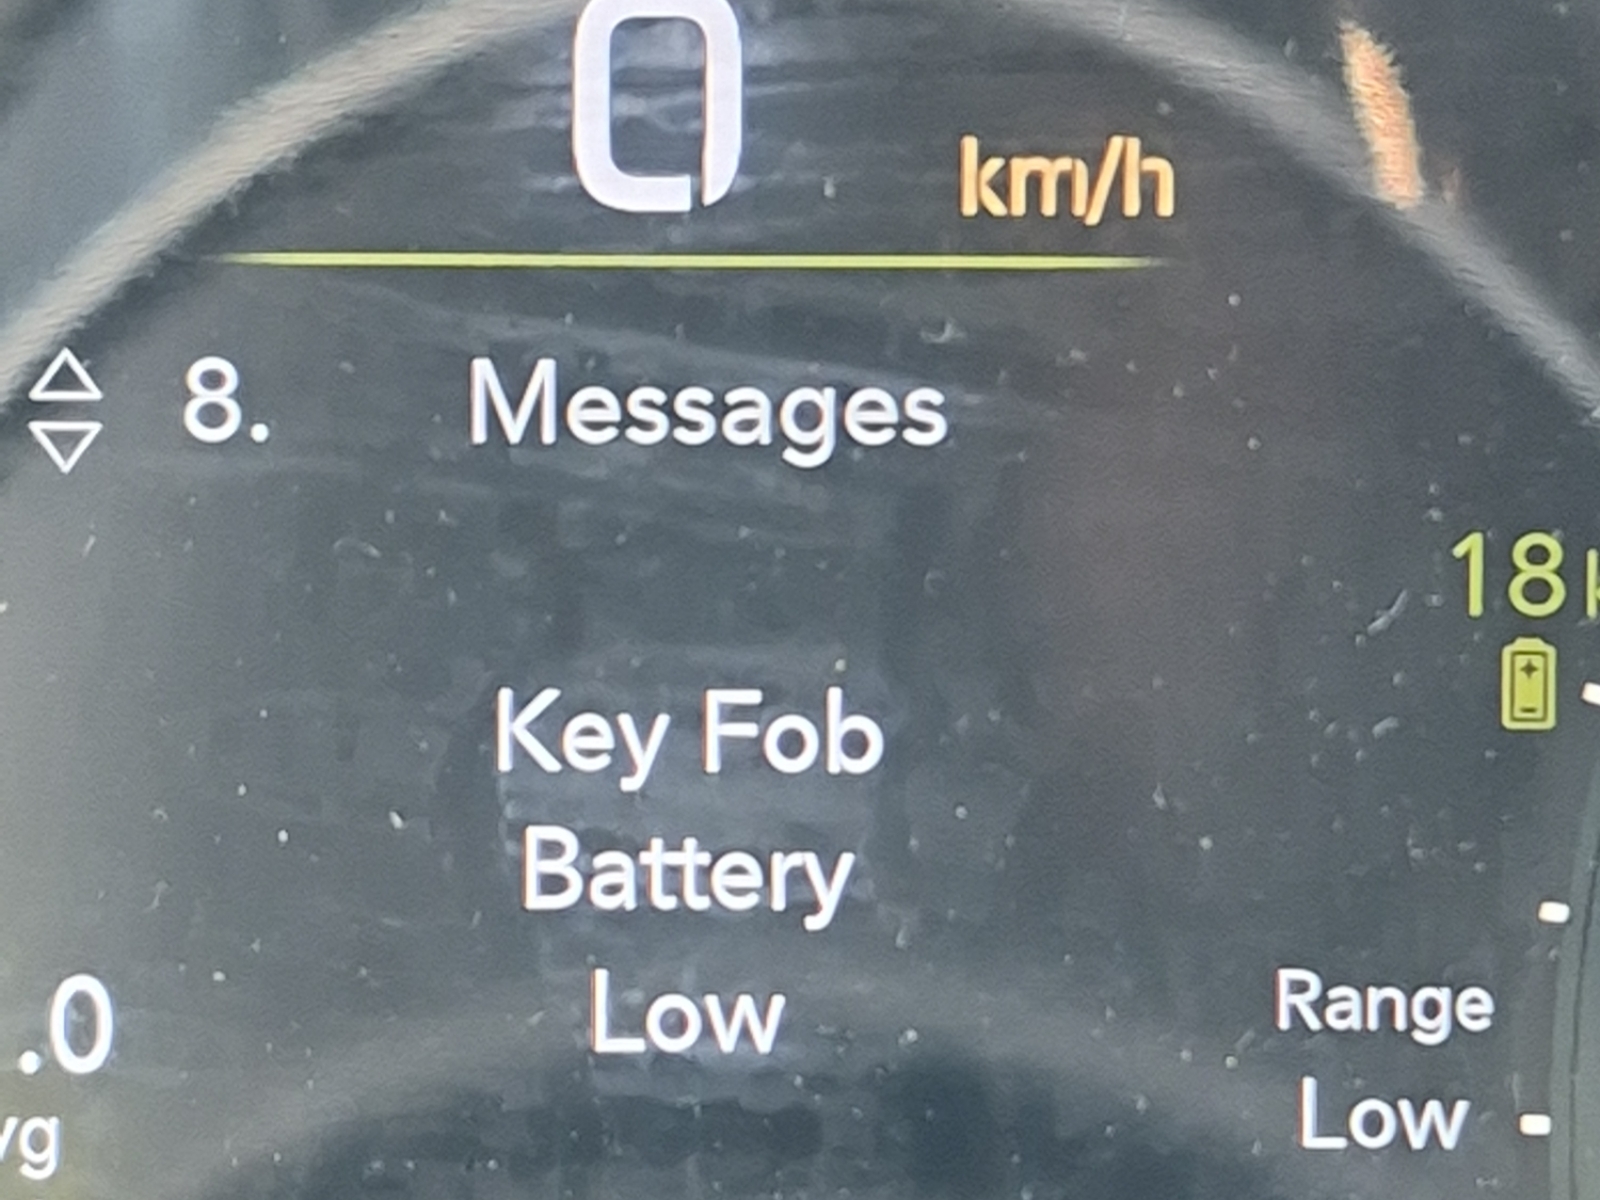 0
km/h
8. Messages
18
Key Fob
Battery
Low
.0
Range
Low